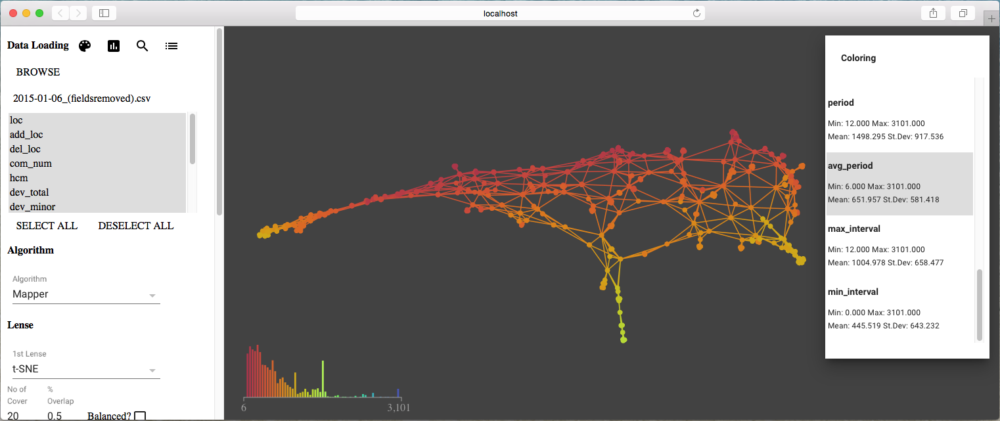 localhost
Data Loading
BROWSE
2015-01-06_(fieldsremoved).csv
loc
add_loc
del_loc
com_num
hcm
dev_total
dev_minor
SELECT ALL DESELECT ALL
Algorithm
Algorithm
Mapper
Lense
1st Lense
t-SNE
No of %
Cover Overlap
20 0.5 Balanced?
6 3,101
Coloring
period
Min: 12.000 Max: 3101.000
Mean: 1498.295 St.Dev: 917.536
avg_period
Min: 6.000 Max: 3101.000
Mean: 651.957 St.Dev: 581.418
max_interval
Min: 12.000 Max: 3101.000
Mean: 1004.978 St.Dev: 658.477
min_interval
Min: 0.000 Max: 3101.000
Mean: 445.519 St.Dev: 643.232